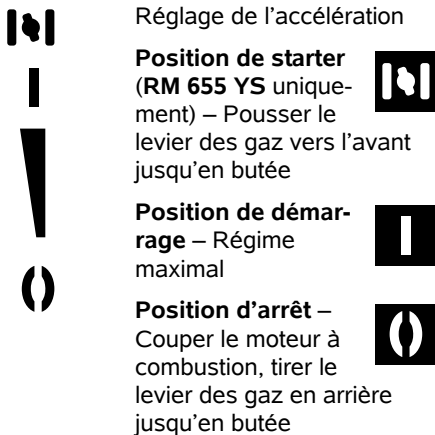 Réglage de l'accélération
Position de starter
(RM 655 YS unique-
ment) – Pousser le
levier des gaz vers l'avant
jusqu'en butée
Position de démar-
rage – Régime
maximal
Position d'arrêt –
Couper le moteur à
combustion, tirer le
levier des gaz en arrière
jusqu'en butée